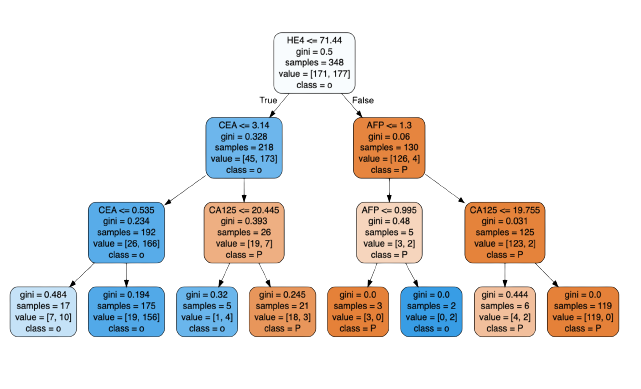 HE4 <= 71.44
gini = 0.5
samples = 348
value = [171, 177]
class = o
True
False
CEA <= 3.14
gini = 0.328
samples = 218
value = [45, 173]
class = o
AFP <= 1.3
gini = 0.06
samples = 130
value = [126, 4]
class = P
CEA <= 0.535
gini = 0.234
samples = 192
value = [26, 166]
class = o
CA125 <= 20.445
gini = 0.393
samples = 26
value = [19, 7]
class = P
AFP <= 0.995
gini = 0.48
samples = 5
value = [3, 2]
class = P
CA125 <= 19.755
gini = 0.031
samples = 125
value = [123, 2]
class = P
gini = 0.484
samples = 17
value = [7, 10]
class = o
gini = 0.194
samples = 175
value = [19, 156]
class = o
gini = 0.32
samples = 5
value = [1, 4]
class = o
gini = 0.245
samples = 21
value = [18, 3]
class = P
gini = 0.0
samples = 3
value = [3, 0]
class = P
gini = 0.0
samples = 2
value = [0, 2]
class = o
gini = 0.444
samples = 6
value = [4, 2]
class = P
gini = 0.0
samples = 119
value = [119, 0]
class = P